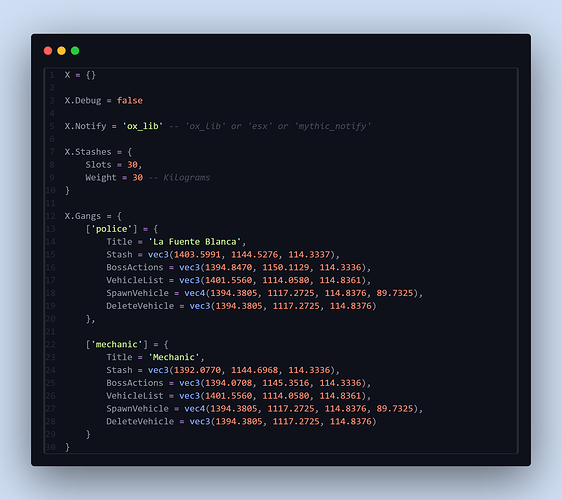 1 X = {}
2
3 X.Debug = false
4
5 X.Notify = 'ox_lib' -- 'ox_lib' or 'esx' or 'mythic_notify'
6
7 X.Stashes = {
8     Slots = 30,
9     Weight = 30 -- Kilograms
10 }
11
12 X.Gangs = {
13     ['police'] = {
14         Title = 'La Fuente Blanca',
15         Stash = vec3(1403.5991, 1144.5276, 114.3337),
16         BossActions = vec3(1394.8470, 1150.1129, 114.3336),
17         VehicleList = vec3(1401.5560, 1114.0580, 114.8361),
18         SpawnVehicle = vec4(1394.3805, 1117.2725, 114.8376, 89.7325),
19         DeleteVehicle = vec3(1394.3805, 1117.2725, 114.8376)
20     },
21
22     ['mechanic'] = {
23         Title = 'Mechanic',
24         Stash = vec3(1392.0770, 1144.6968, 114.3336),
25         BossActions = vec3(1394.0708, 1145.3516, 114.3336),
26         VehicleList = vec3(1401.5560, 1114.0580, 114.8361),
27         SpawnVehicle = vec4(1394.3805, 1117.2725, 114.8376, 89.7325),
28         DeleteVehicle = vec3(1394.3805, 1117.2725, 114.8376)
29     }
30 }